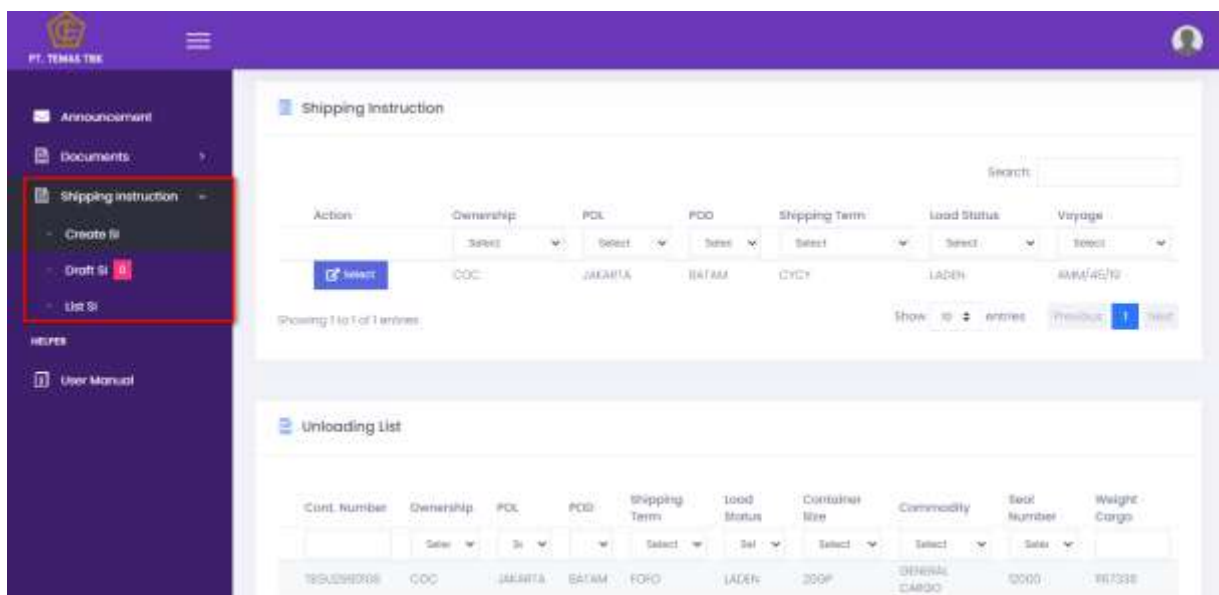 PT. TEMAS TBK
Announcement
Documents
Shipping Instruction
Create SI
Draft SI 0
List SI
HELPER
User Manual
Shipping Instruction
Search:
Action Ownership POL POD Shipping Term Load Status Voyage
Select Select Select Select Select Select
Select COC JAKARTA BATAM CYCY LADEN
Showing 1 to 1 of 1 entries
Show 10 entries Previous 1 Next
Unloading List
Cont. Number Ownership POL POD Shipping Term Load Status Container Size Commodity Seal Number Weight Cargo
Select Select Select
COC JAKARTA BATAM FOFO LADEN 20GP GENERAL CARGO